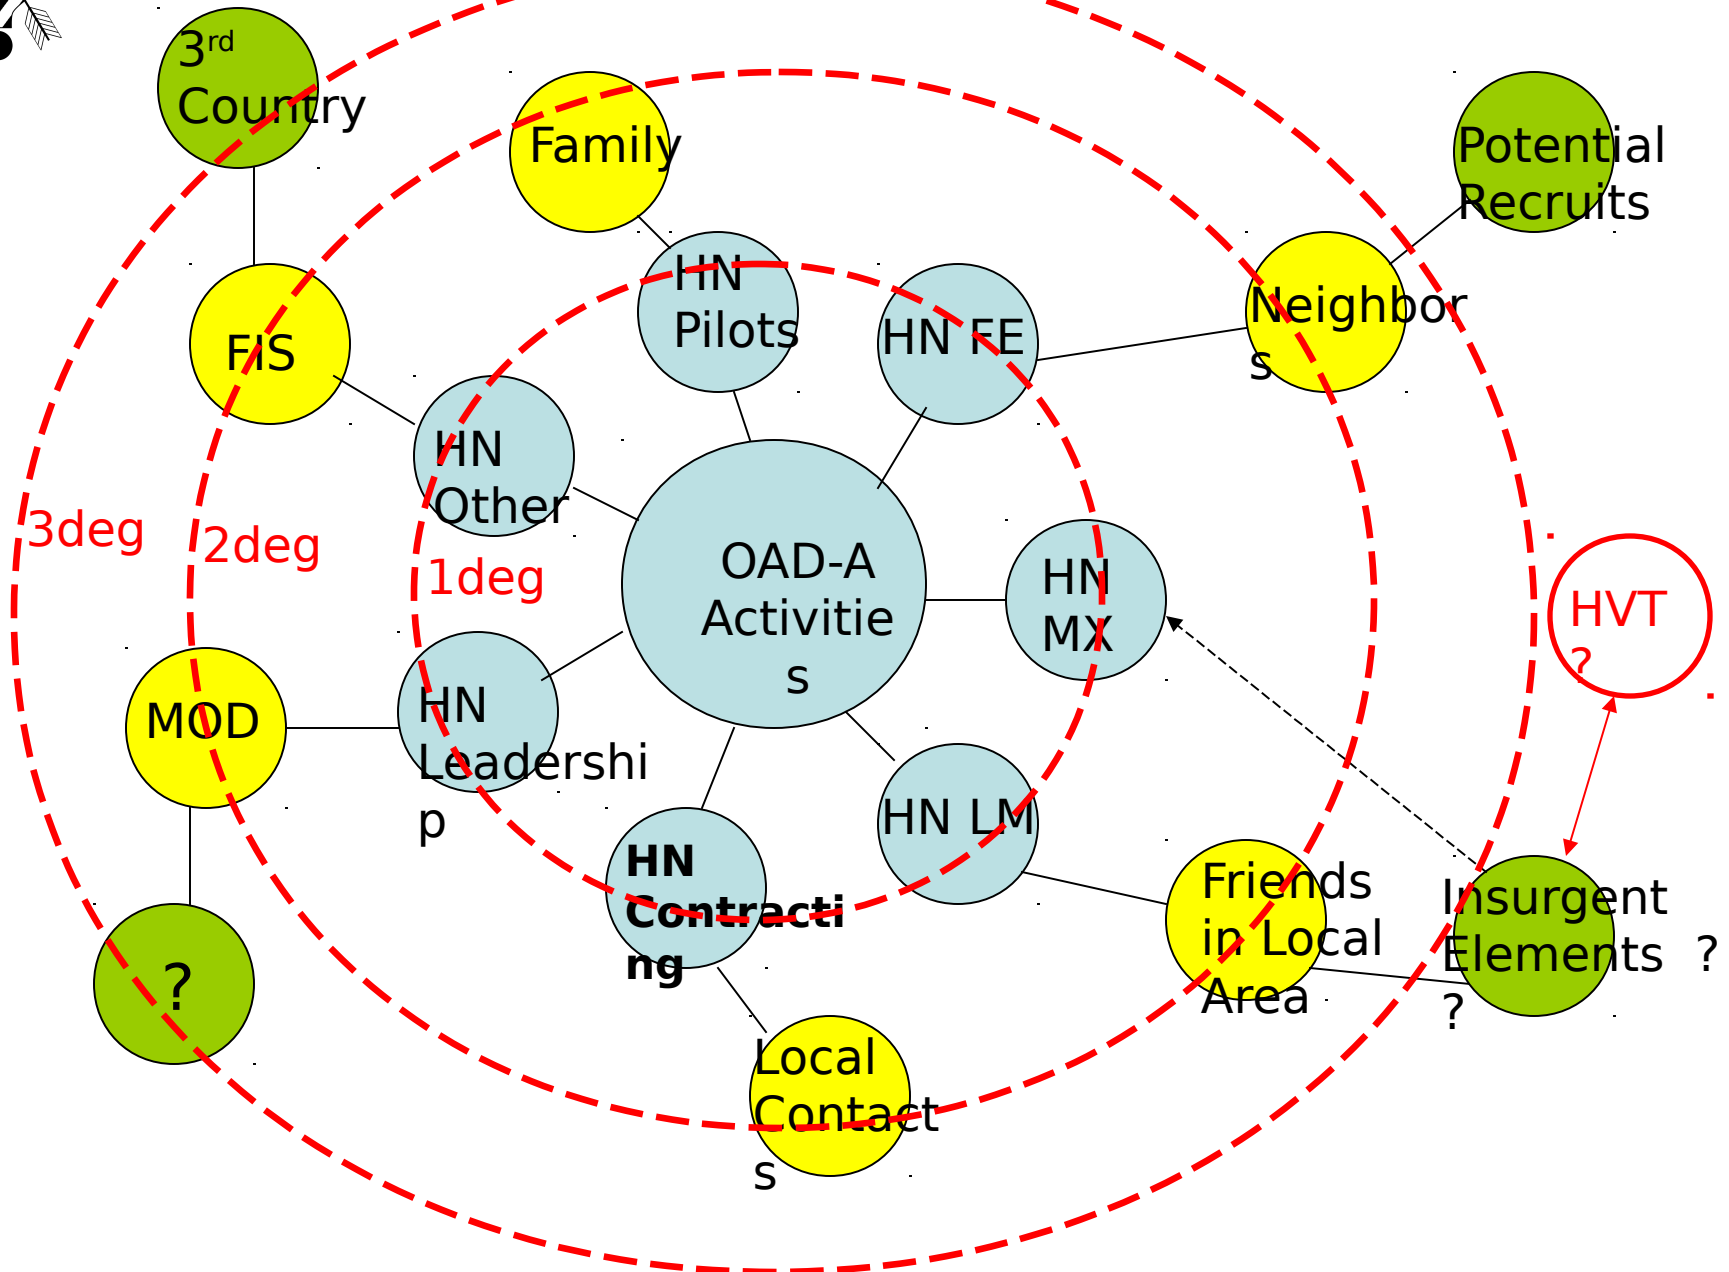 3rd
Country
Family
Potential
Recruits
HN
Pilots
HN FE
Neighbor
s
FIS
HN
Other
3deg
2deg
1deg
OAD-A
Activitie
s
HN
MX
HVT
?
MOD
HN
Leadershi
p
HN LM
HN
Contracti
ng
Friends
in Local
Area
Insurgent
Elements ?
?
?
Local
Contact
s